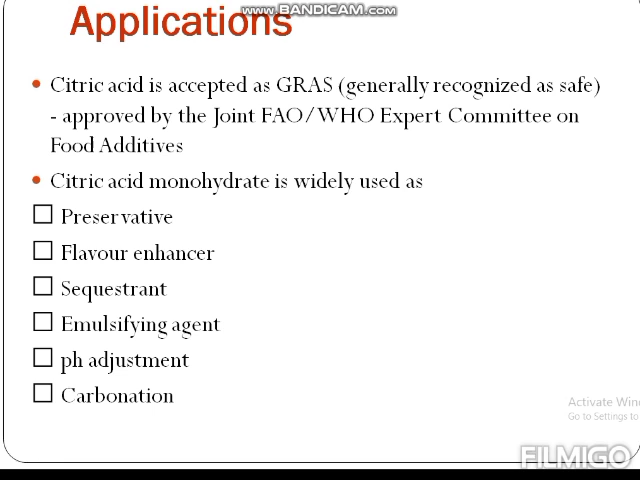 Applications
www.BANDICAM.com
• Citric acid is accepted as GRAS (generally recognized as safe)
- approved by the Joint FAO/WHO Expert Committee on
Food Additives
• Citric acid monohydrate is widely used as
□ Preservative
□ Flavour enhancer
□ Sequestrant
□ Emulsifying agent
□ ph adjustment
□ Carbonation
Activate Win
Go to Settings to
FILMIGO